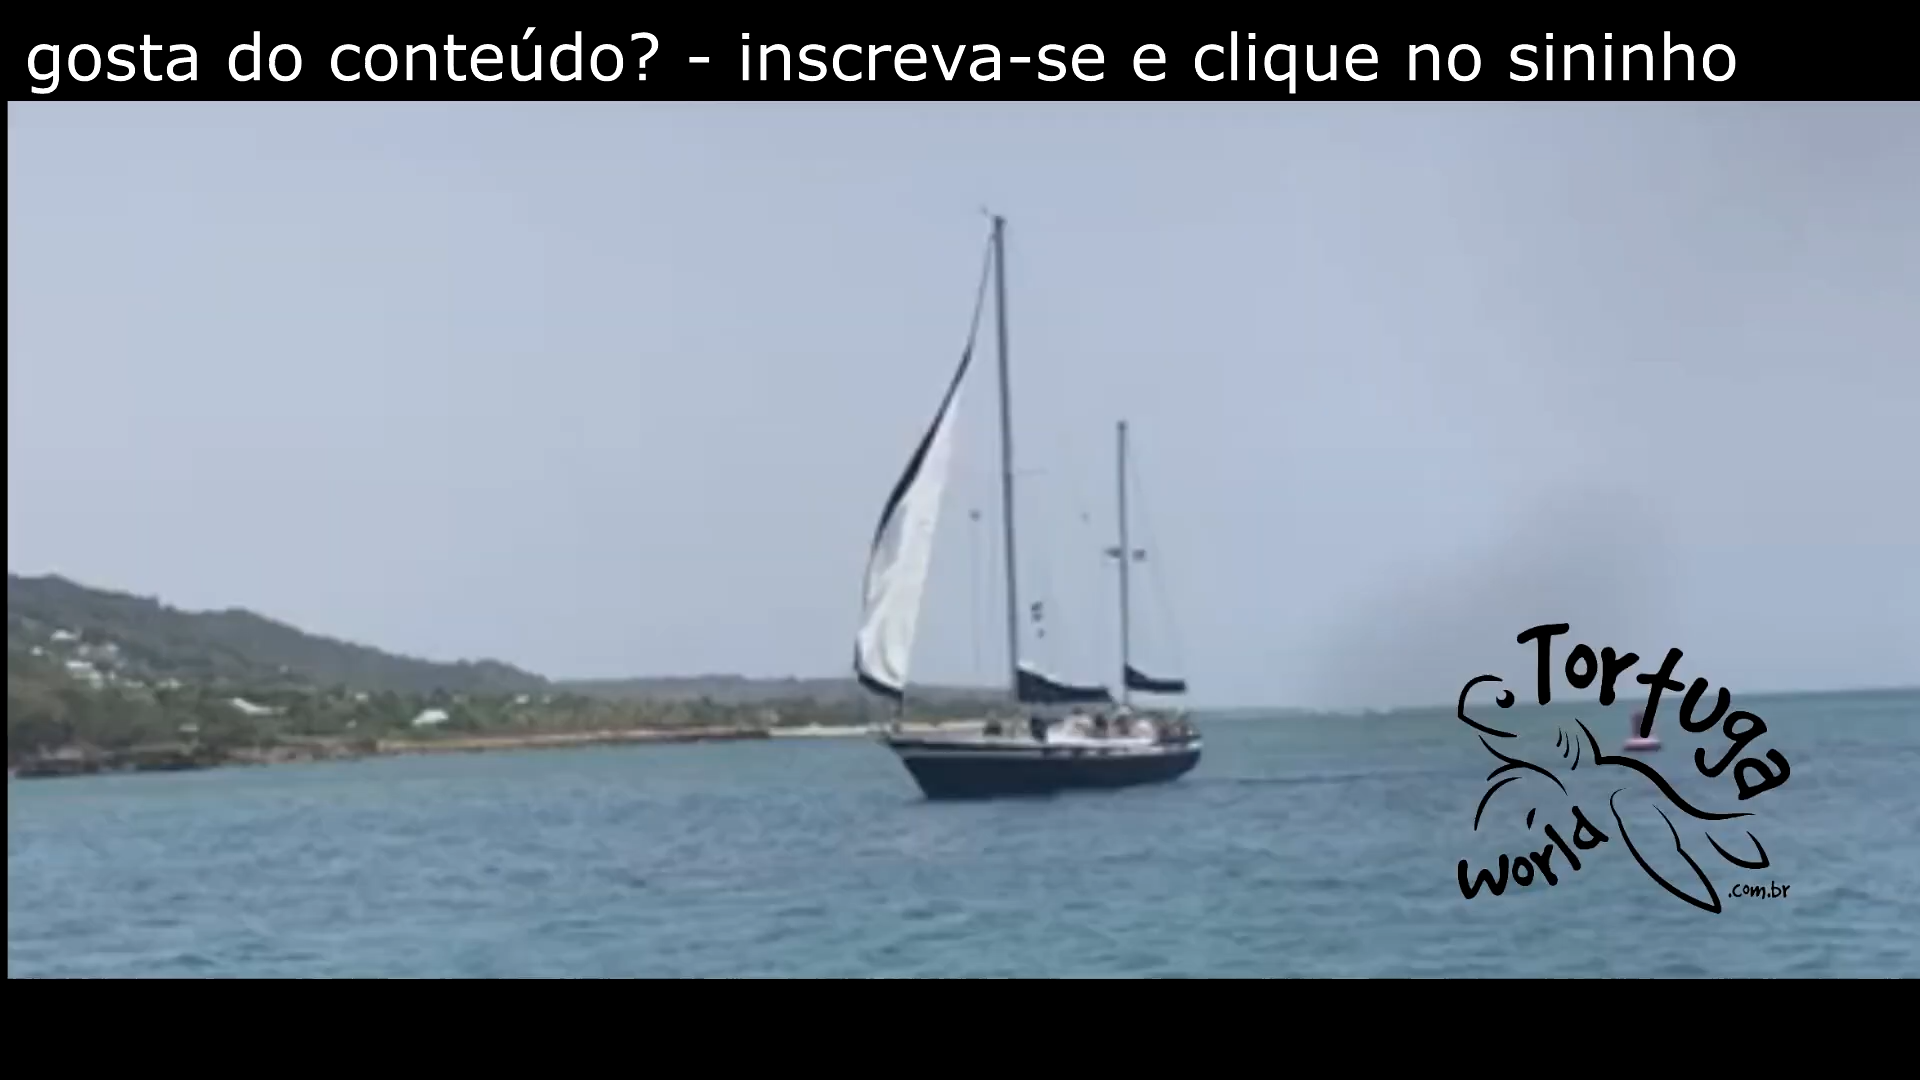 gosta do conteúdo? - inscreva-se e clique no sininho
Tortuga
world
.com.br